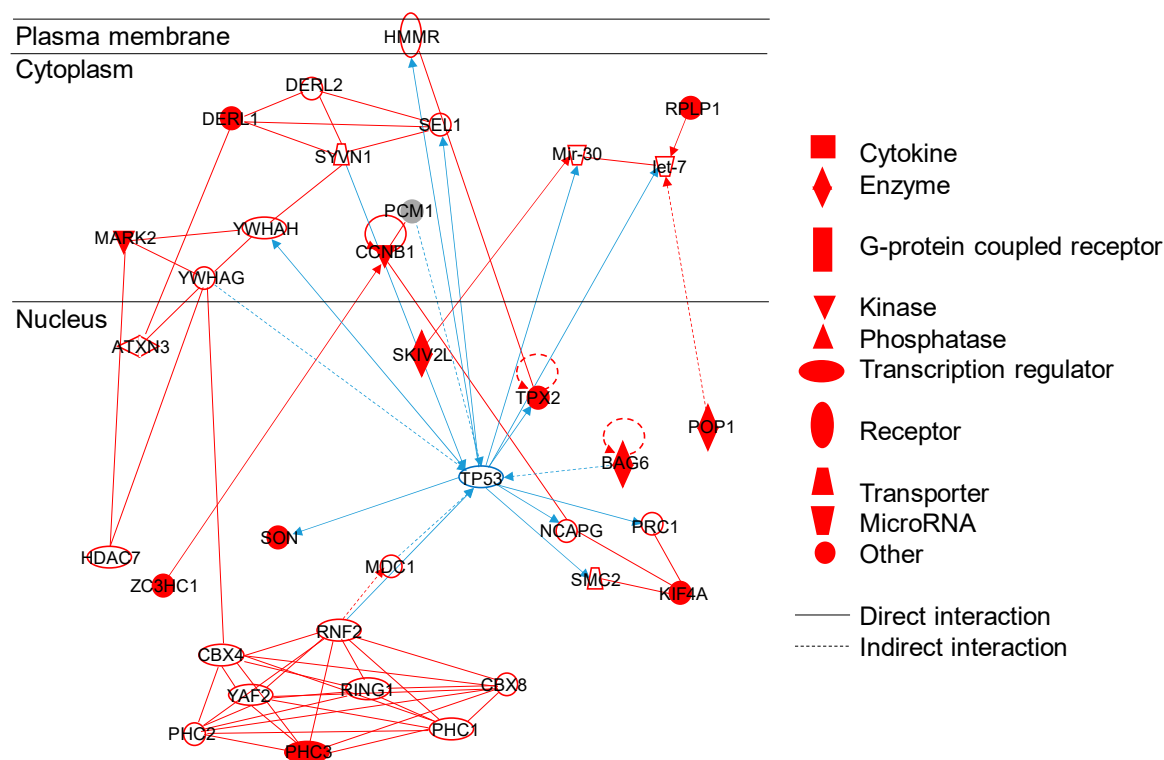 Plasma membrane
HMMR
Cytoplasm
DERL2
DERL1
SEL1
RPLP1
SYVN1
Mir-30
let-7
PCM1
YWHAH
MARK2
CCNB1
YWHAG
Nucleus
ATXN3
SKIV2L
TPX2
POP1
BAG6
TP53
SON
NCAPG
PRC1
HDAC7
ZC3HC1
MDC1
SMC2
KIF4A
RNF2
CBX4
YAF2
RING1
CBX8
PHC2
PHC1
PHC3
Cytokine
Enzyme
G-protein coupled receptor
Kinase
Phosphatase
Transcription regulator
Receptor
Transporter
MicroRNA
Other
Direct interaction
Indirect interaction